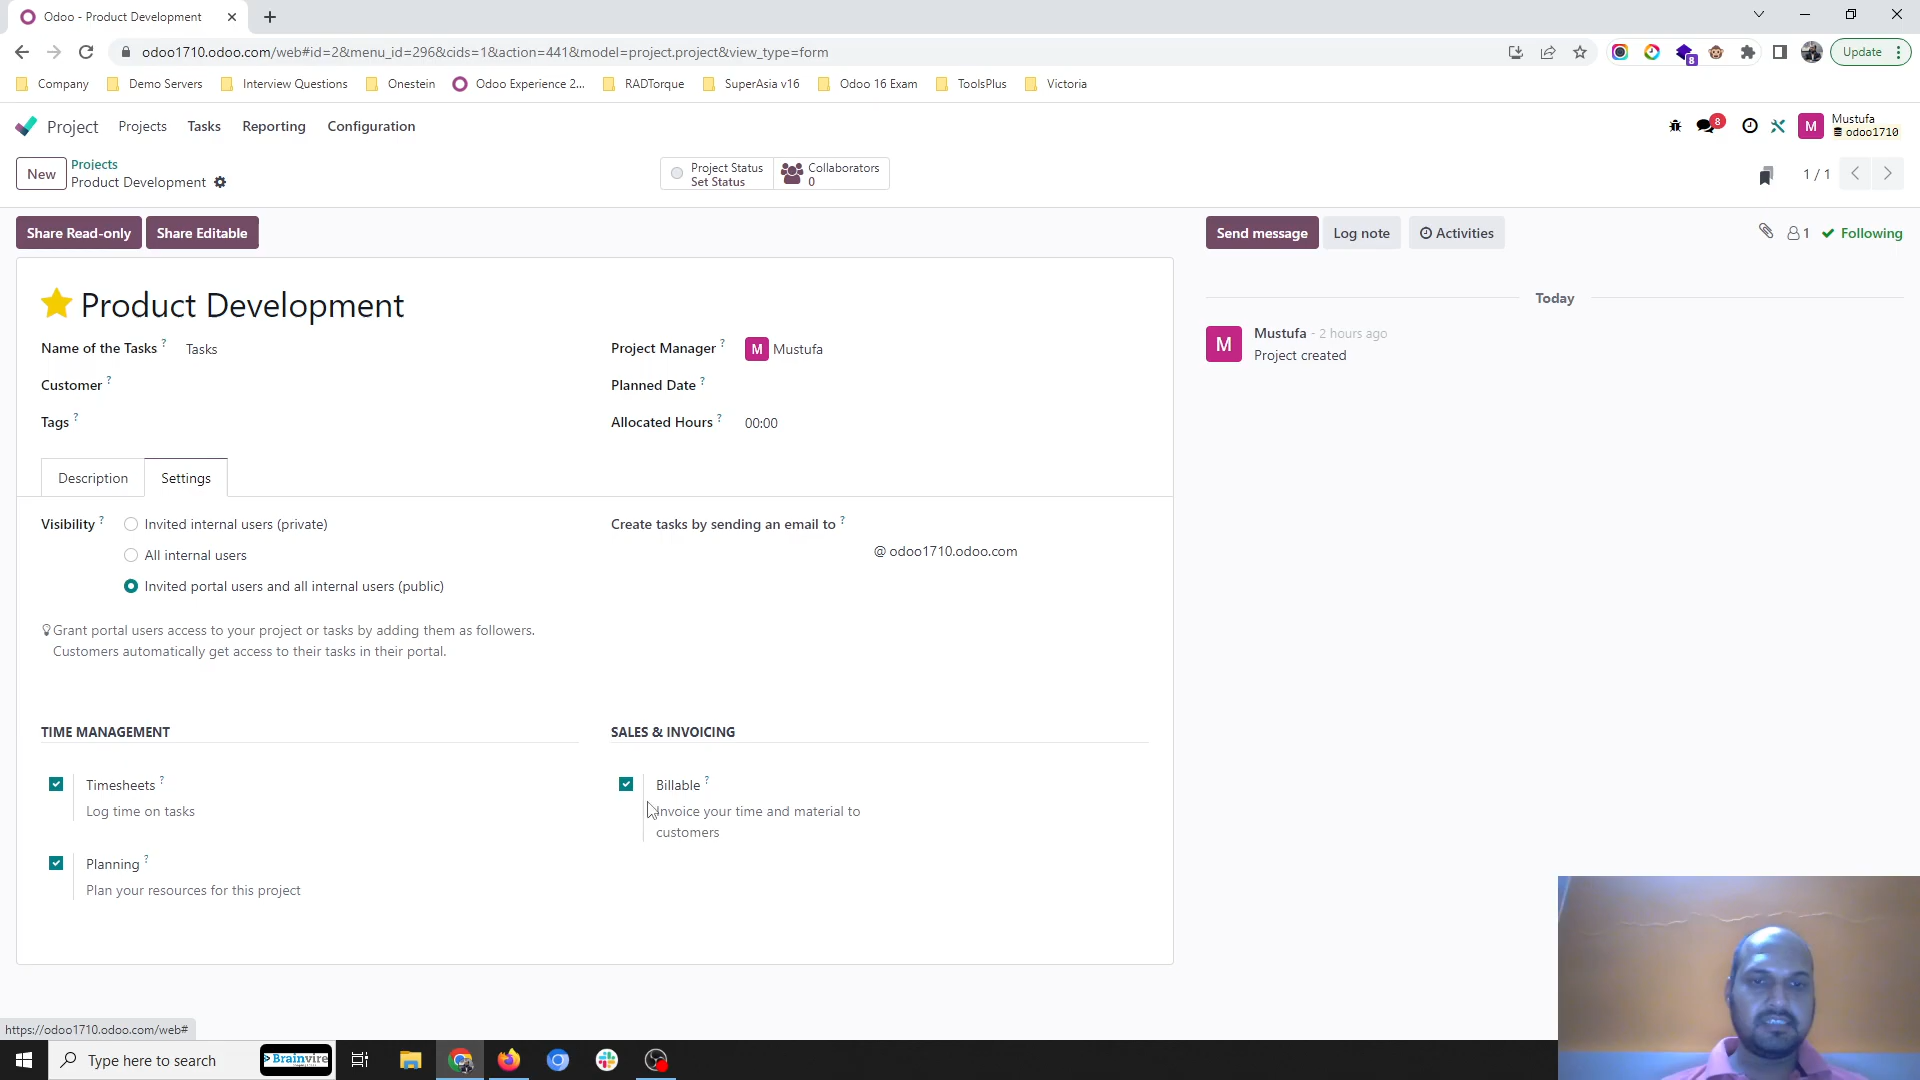 Odoo - Product Development
odoo1710.odoo.com/web#id=2&menu_id=296&cids=1&action=441&model=project.project&view_type=form
8
Update
Company
Demo Servers
Interview Questions
Onestein
Odoo Experience 2...
RADTorque
SuperAsia v16
Odoo 16 Exam
ToolsPlus
Victoria
Project
Projects
Tasks
Reporting
Configuration
8
M
Mustufa
odoo1710
New
Projects
Product Development
Project Status
Set Status
Collaborators
0
1 / 1
Share Read-only
Share Editable
Send message
Log note
Activities
1
Following
Product Development
Name of the Tasks ?
Tasks
Project Manager ?
M
Mustufa
Customer ?
Planned Date ?
Tags ?
Allocated Hours ?
00:00
Today
M
Mustufa - 2 hours ago
Project created
Description
Settings
Visibility ?
Invited internal users (private)
All internal users
Invited portal users and all internal users (public)
Create tasks by sending an email to ?
@ odoo1710.odoo.com
Grant portal users access to your project or tasks by adding them as followers.
Customers automatically get access to their tasks in their portal.
TIME MANAGEMENT
SALES & INVOICING
Timesheets ?
Log time on tasks
Billable ?
Invoice your time and material to
customers
Planning ?
Plan your resources for this project
https://odoo1710.odoo.com/web#
Type here to search
Brainvire